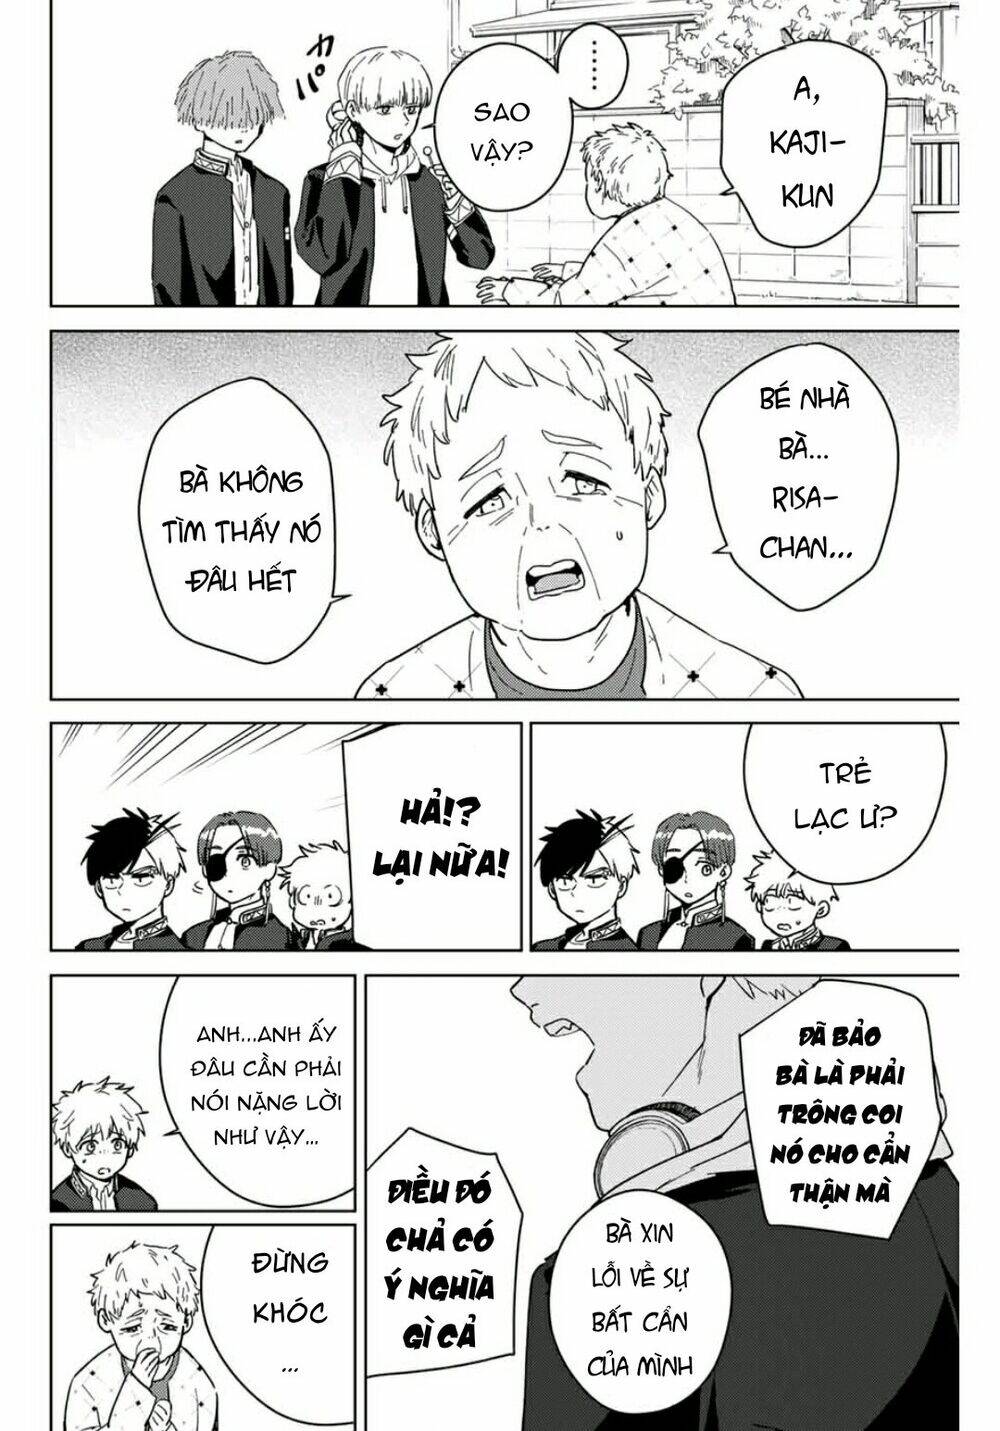 A,
KAJI-
KUN
......
SAO
VẬY?
カパ
BÉ NHÀ
BÀ...
RISA-
CHAN...
BÀ KHÔNG
TÌM THẤY NÓ
ĐÂU HẾT
TRẺ
LẠC Ư?
HẢ!?
LẠI NỮA!
ĐÃ BẢO
BÀ LÀ PHẢI
TRÔNG COI
NÓ CHO CẨN
THẬN MÀ
BÀ XIN
LỖI VỀ SỰ
BẤT CẨN
CỦA MÌNH
ĐIỀU ĐÓ
CHẢ CÓ
Ý NGHĨA
GÌ CẢ
ANH...ANH ẤY
ĐÂU CẦN PHẢI
NÓI NẶNG LỜI
NHƯ VẬY...
ĐỪNG
KHÓC
...